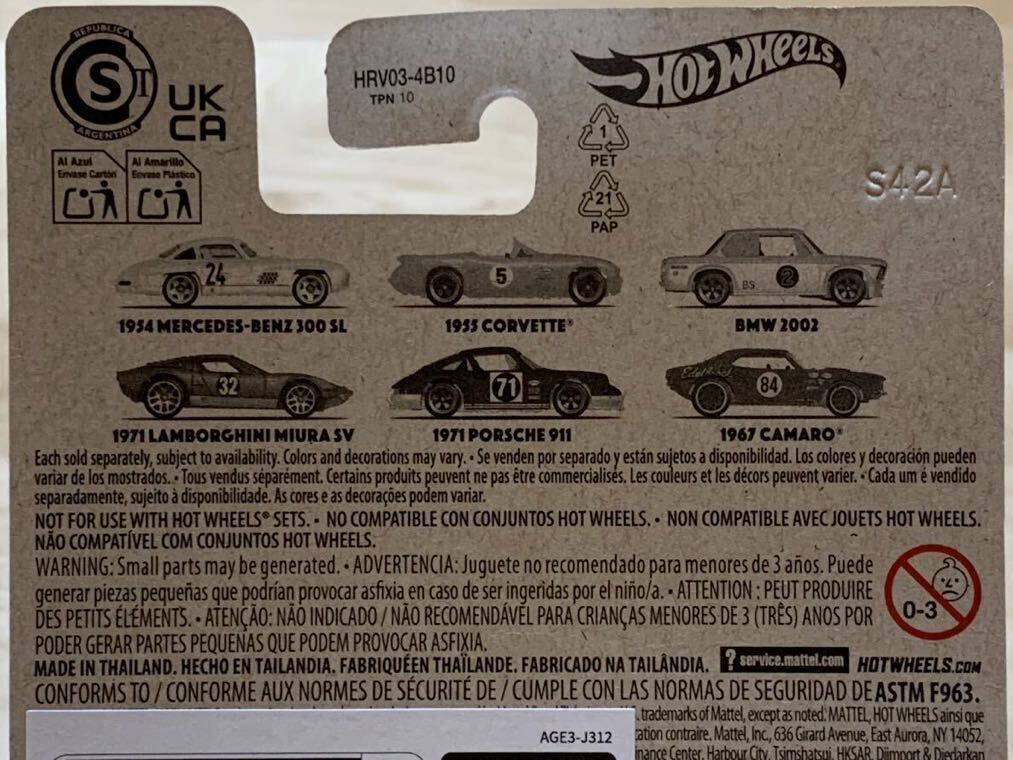 REPUBLICA
S I
ARGENTINA
UK
CA
Al Azul
Envase Cartón
Al Amarillo
Envase Plástico
HRV03-4B10
TPN 10
HOT WHEELS
1
PET
21
PAP
S42A
24
1954 MERCEDES-BENZ 300 SL
5
1955 CORVETTE®
BS
2
BMW 2002
32
1971 LAMBORGHINI MIURA SV
71
1971 PORSCHE 911
Edelbrock
84
1967 CAMARO®
Each sold separately, subject to availability. Colors and decorations may vary. • Se venden por separado y están sujetos a disponibilidad. Los colores y decoración pueden
variar de los mostrados. • Tous vendus séparément. Certains produits peuvent ne pas être commercialisés. Les couleurs et les décors peuvent varier. • Cada um é vendido
separadamente, sujeito à disponibilidade. As cores e as decorações podem variar.
NOT FOR USE WITH HOT WHEELS® SETS. • NO COMPATIBLE CON CONJUNTOS HOT WHEELS. • NON COMPATIBLE AVEC JOUETS HOT WHEELS.
NÃO COMPATÍVEL COM CONJUNTOS HOT WHEELS.
WARNING: Small parts may be generated. • ADVERTENCIA: Juguete no recomendado para menores de 3 años. Puede
generar piezas pequeñas que podrían provocar asfixia en caso de ser ingeridas por el niño/a. • ATTENTION : PEUT PRODUIRE
DES PETITS ÉLÉMENTS. • ATENÇÃO: NÃO INDICADO / NÃO RECOMENDÁVEL PARA CRIANÇAS MENORES DE 3 (TRÊS) ANOS POR
PODER GERAR PARTES PEQUENAS QUE PODEM PROVOCAR ASFIXIA.
0-3
MADE IN THAILAND. HECHO EN TAILANDIA. FABRIQUÉ EN THAÏLANDE. FABRICADO NA TAILÂNDIA.
? service.mattel.com
HOTWHEELS.COM
CONFORMS TO / CONFORME AUX NORMES DE SÉCURITÉ DE / CUMPLE CON LAS NORMAS DE SEGURIDAD DE ASTM F963.
trademarks of Mattel, except as noted. MATTEL, HOT WHEELS ainsi que
contraire. Mattel, Inc., 636 Girard Avenue, East Aurora, NY 14052,
Center, Harbour City, Tsimshatsui, HKSAR. Diimport & Diedarkan
AGE3-J312